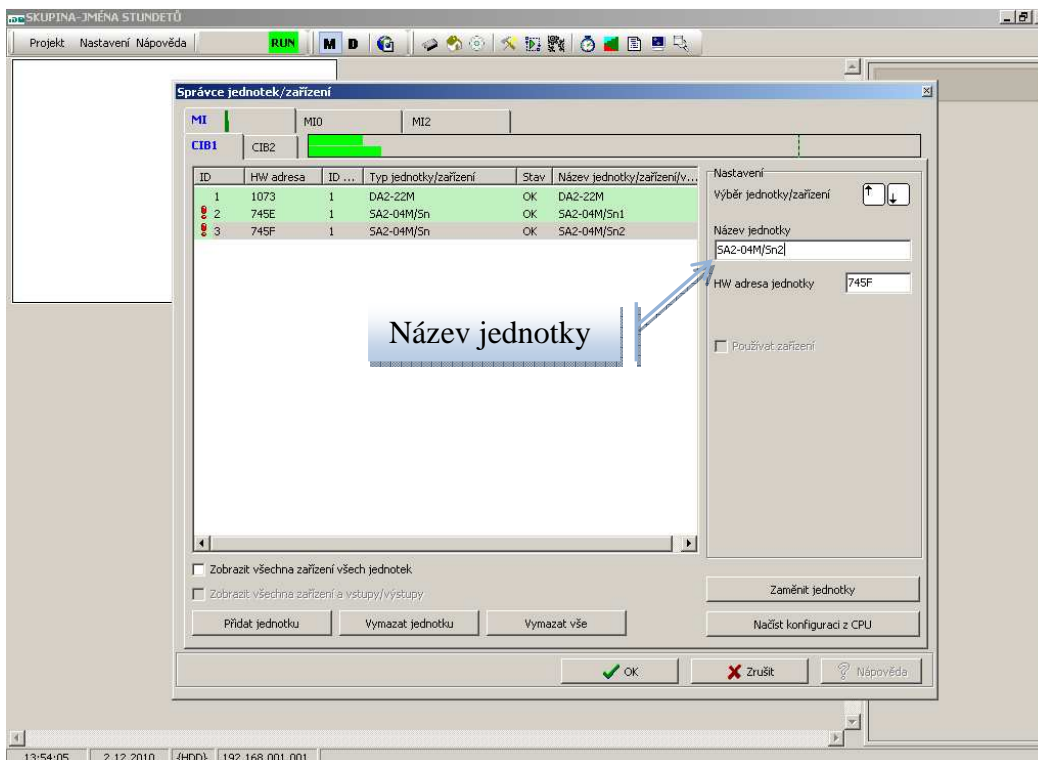 SKUPINA-JMÉNA STUNDETŮ
Projekt Nastavení Nápověda RUN M D
Správce jednotek/zařízení
MI MI0 MI2
CIB1 CIB2
ID HW adresa ID ... Typ jednotky/zařízení Stav Název jednotky/zařízení/v...
1 1073 1 DA2-22M OK DA2-22M
2 745E 1 SA2-04M/Sn OK SA2-04M/Sn1
3 745F 1 SA2-04M/Sn OK SA2-04M/Sn2
Nastavení
Výběr jednotky/zařízení
Název jednotky
SA2-04M/Sn2
HW adresa jednotky 745F
Používat zařízení
Název jednotky
Zobrazit všechna zařízení všech jednotek
Zobrazit všechna zařízení a vstupy/výstupy
Přidat jednotku Vymazat jednotku Vymazat vše
Zaměnit jednotky
Načíst konfiguraci z CPU
OK Zrušit Nápověda
13:54:05 2.12.2010 {HDD} 192.168.001.001